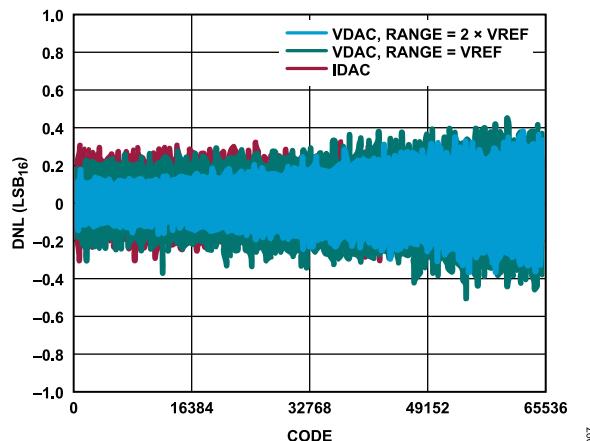 VDAC, RANGE = 2 × VREF
VDAC, RANGE = VREF
IDAC
1.0
0.8
0.6
0.4
0.2
0
–0.2
–0.4
–0.6
–0.8
–1.0
DNL (LSB16)
0 16384 32768 49152 65536
CODE